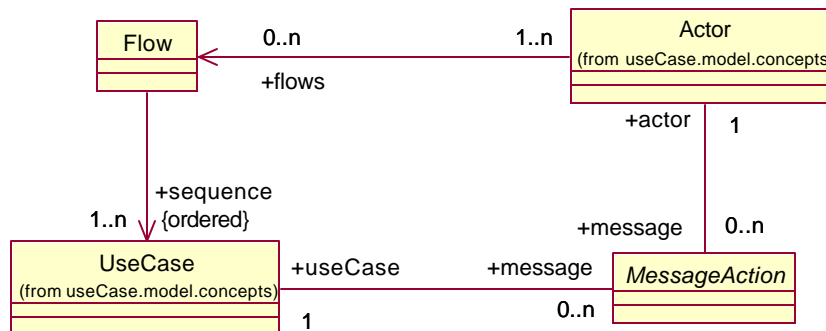 Flow
0..n
1..n
Actor
(from useCase.model.concepts
+flows
+actor
1
+sequence
1..n
{ordered}
+message
0..n
UseCase
(from useCase.model.concepts)
+useCase
+message
MessageAction
1
0..n